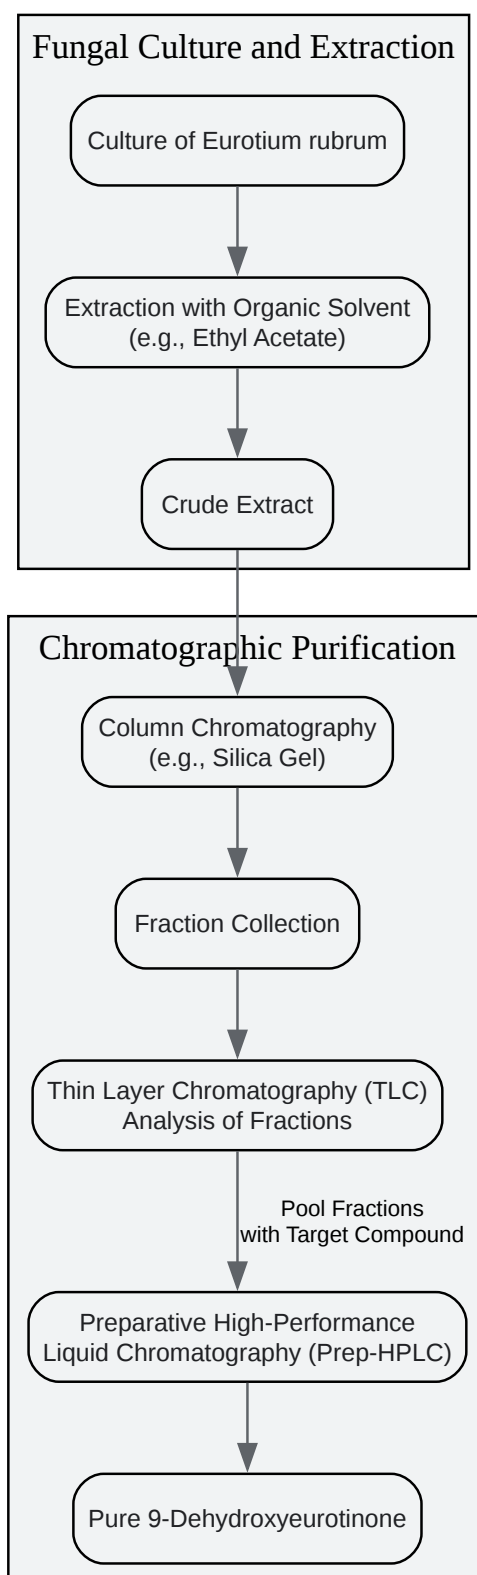 Fungal Culture and Extraction
Culture of Eurotium rubrum
Extraction with Organic Solvent
(e.g., Ethyl Acetate)
Crude Extract
Chromatographic Purification
Column Chromatography
(e.g., Silica Gel)
Fraction Collection
Thin Layer Chromatography (TLC)
Analysis of Fractions
Pool Fractions
with Target Compound
Preparative High-Performance
Liquid Chromatography (Prep-HPLC)
Pure 9-Dehydroxyeurotinone